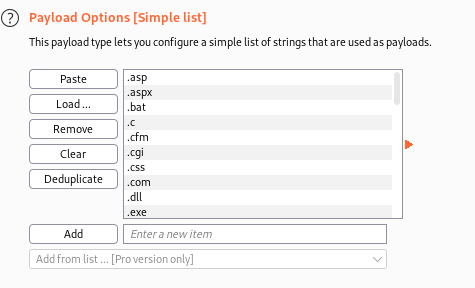 ?
Payload Options [Simple list]
This payload type lets you configure a simple list of strings that are used as payloads.
Paste
Load ...
Remove
Clear
Deduplicate
.asp
.aspx
.bat
.c
.cfm
.cgi
.css
.com
.dll
.exe
Add
Enter a new item
Add from list ... [Pro version only]